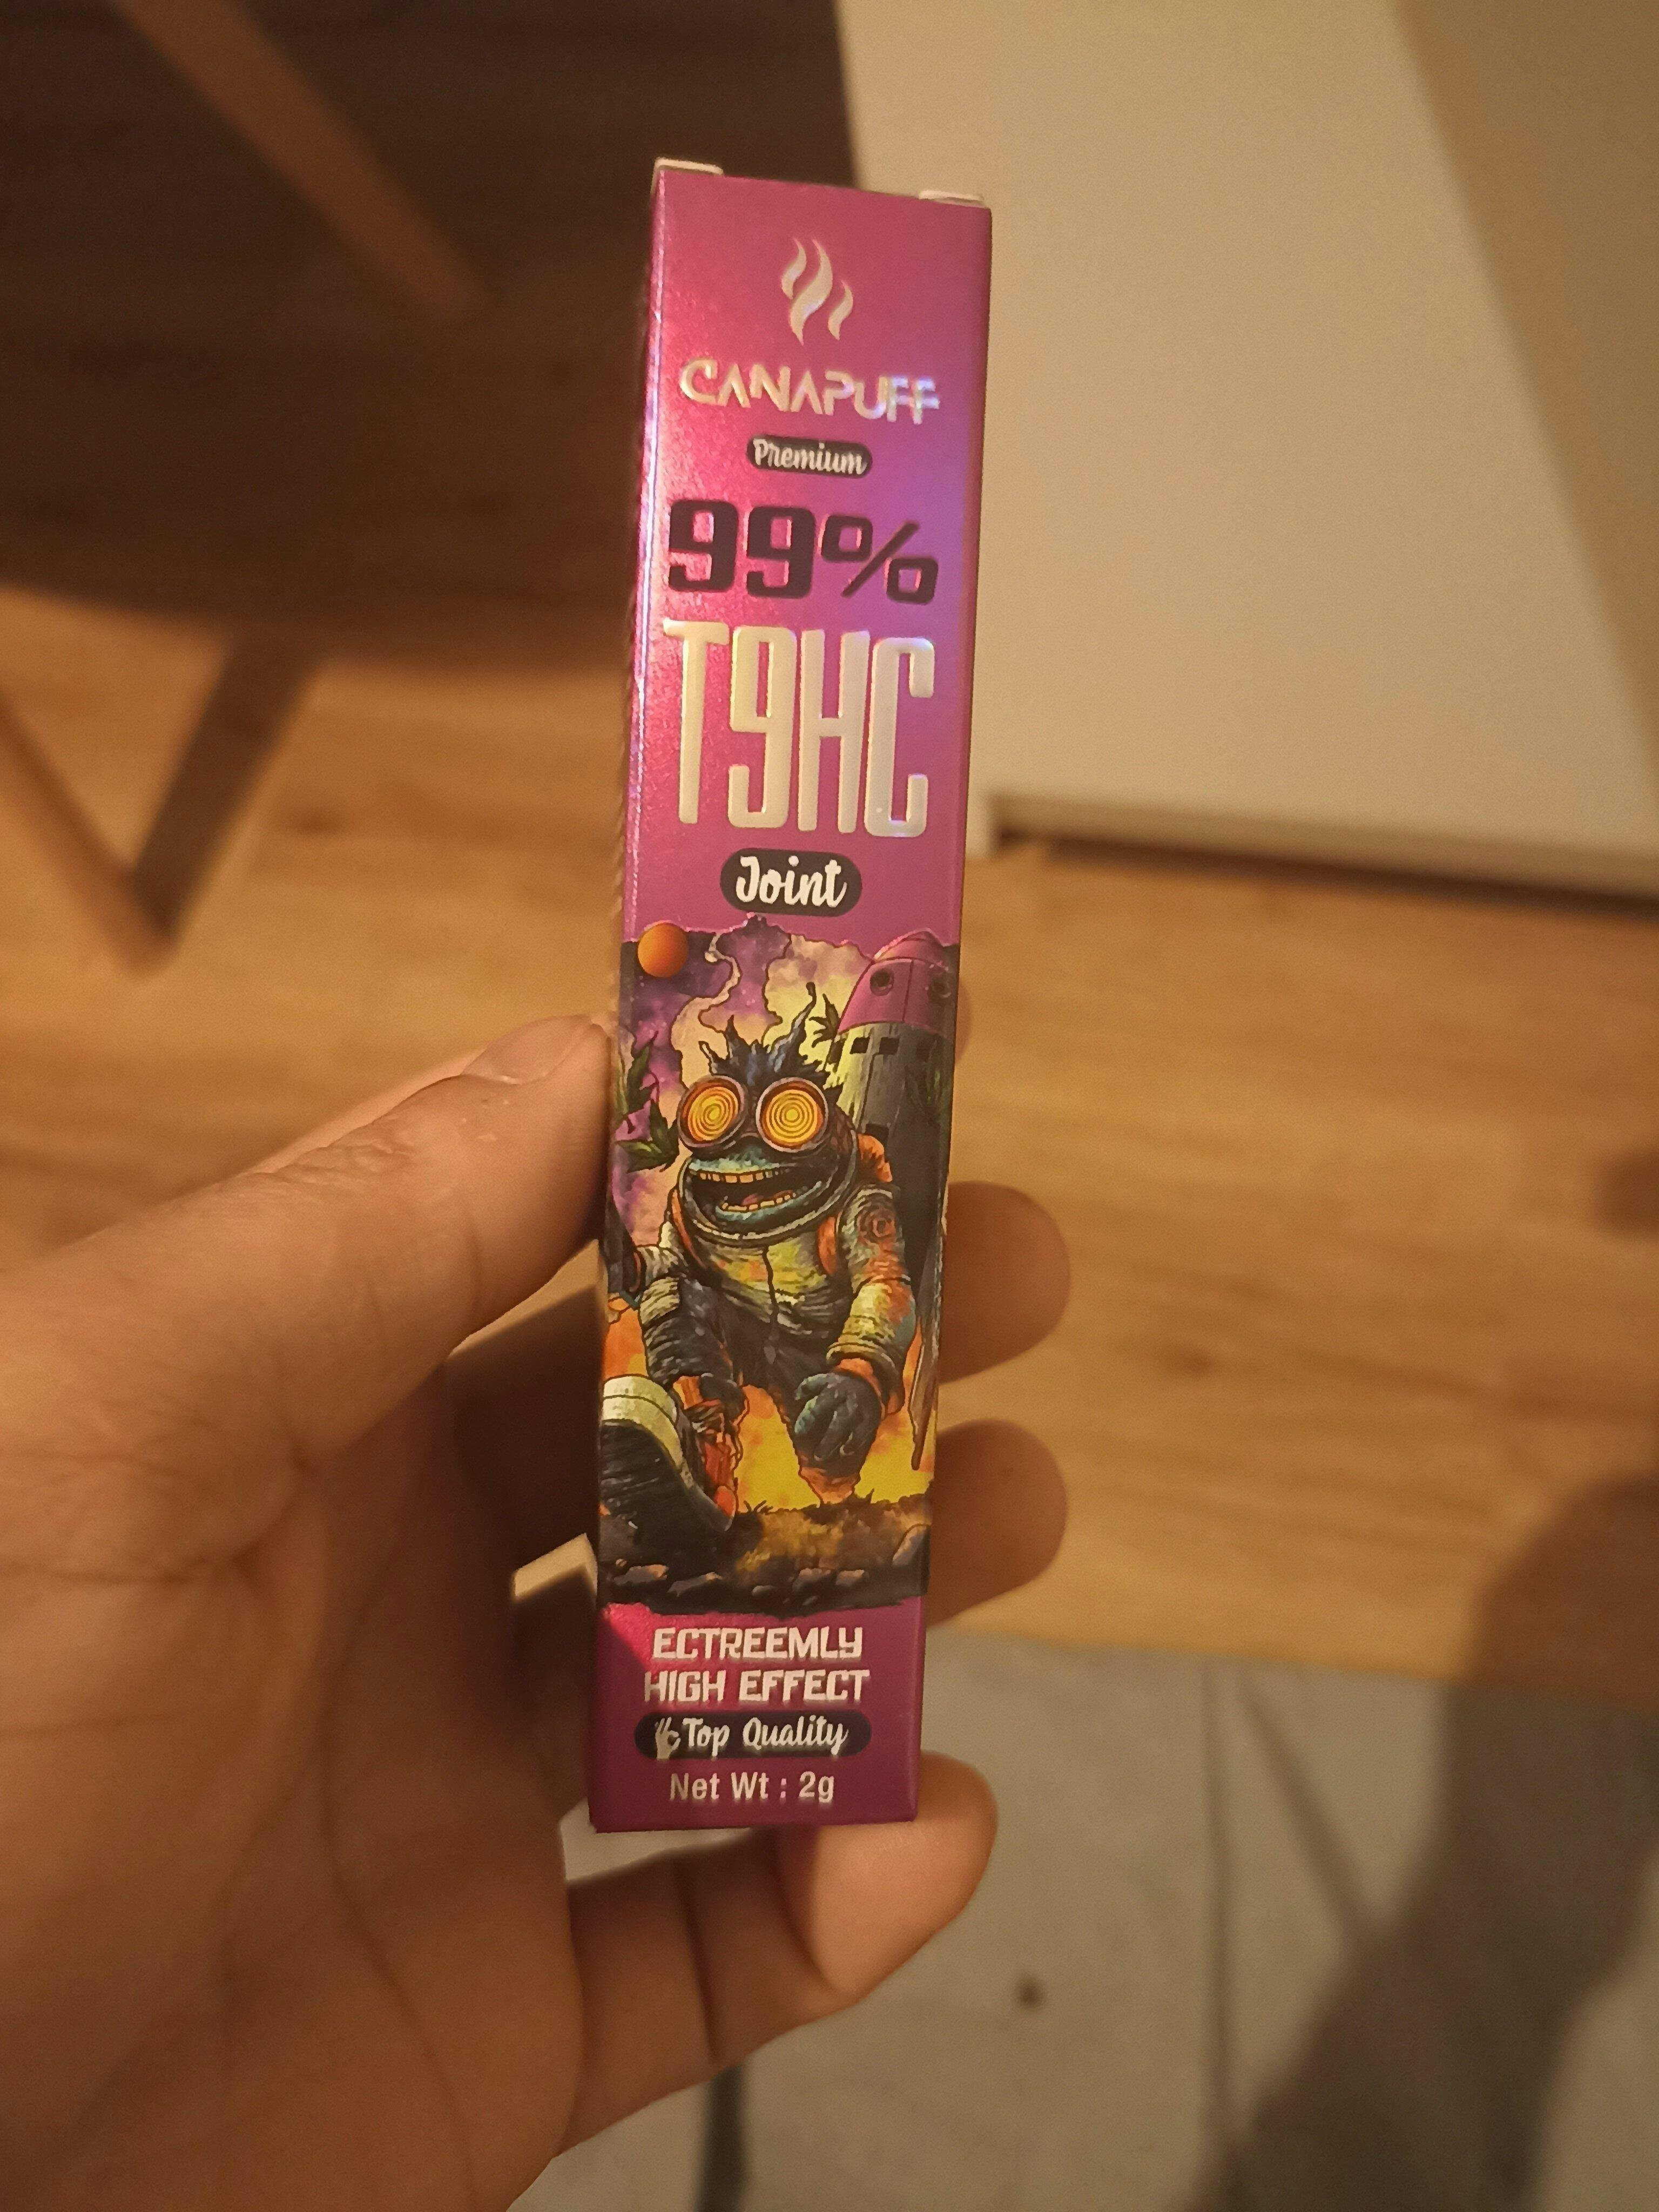 CANAPUFF
Premium
99%
T9HC
Joint
ECTREEMLY
HIGH EFFECT
Top Quality
Net Wt : 2g